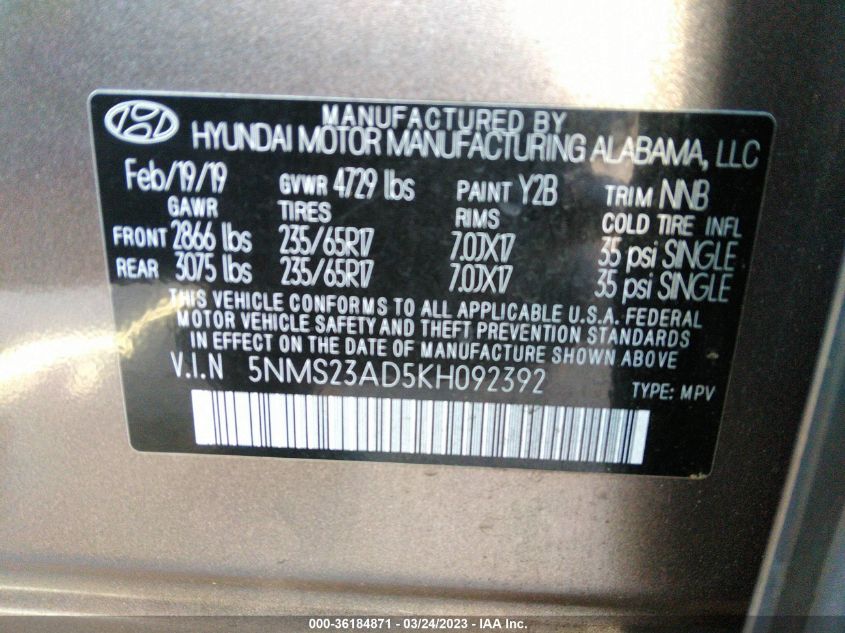 MANUFACTURED BY
HYUNDAI MOTOR MANUFACTURING ALABAMA, LLC
Feb/19/19 GVWR 4729 lbs PAINT Y2B TRIM NNB
GAWR TIRES RIMS COLD TIRE INFL
FRONT 2866 lbs 235/65R17 7.0JX17 35 psi SINGLE
REAR 3075 lbs 235/65R17 7.0JX17 35 psi SINGLE
THIS VEHICLE CONFORMS TO ALL APPLICABLE U.S.A. FEDERAL
MOTOR VEHICLE SAFETY AND THEFT PREVENTION STANDARDS
IN EFFECT ON THE DATE OF MANUFACTURE SHOWN ABOVE
V.I.N 5NMS23AD5KH092392 TYPE: MPV
000-36184871 - 03/24/2023 - IAA Inc.